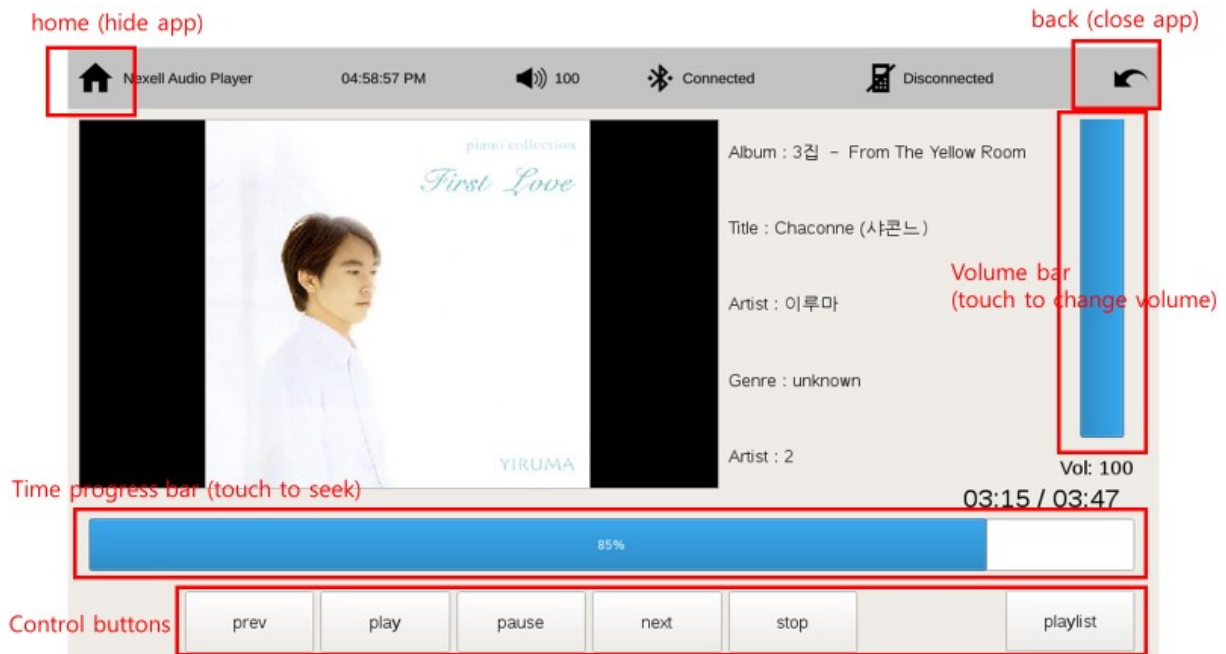 home (hide app)
back (close app)
Nexell Audio Player 04:58:57 PM 100 Connected Disconnected
piano collection
First Love
YIRUMA
Album : 3집 - From The Yellow Room
Title : Chaconne (샤콘느)
Artist : 이루마
Genre : unknown
Artist : 2
Volume bar
(touch to change volume)
Vol: 100
Time progress bar (touch to seek)
03:15 / 03:47
85%
Control buttons
prev play pause next stop playlist